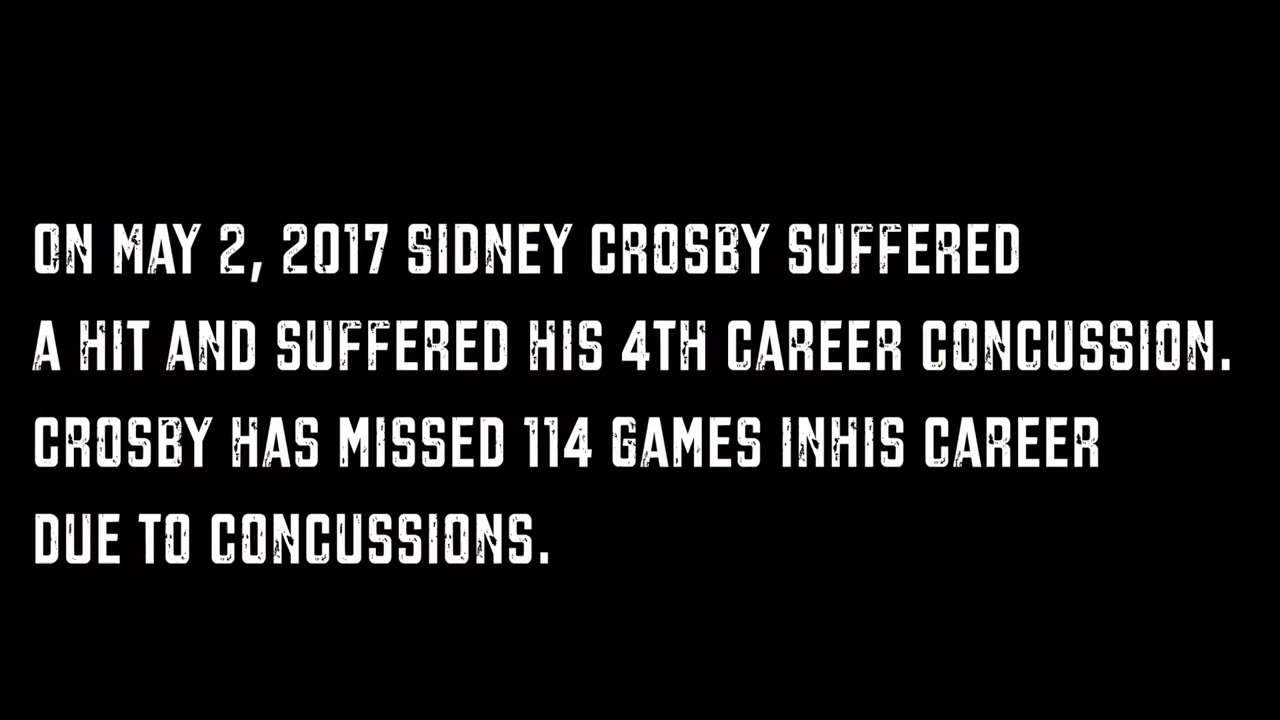 ON MAY 2, 2017 SIDNEY CROSBY SUFFERED
A HIT AND SUFFERED HIS 4TH CAREER CONCUSSION.
CROSBY HAS MISSED 114 GAMES INHIS CAREER
DUE TO CONCUSSIONS.